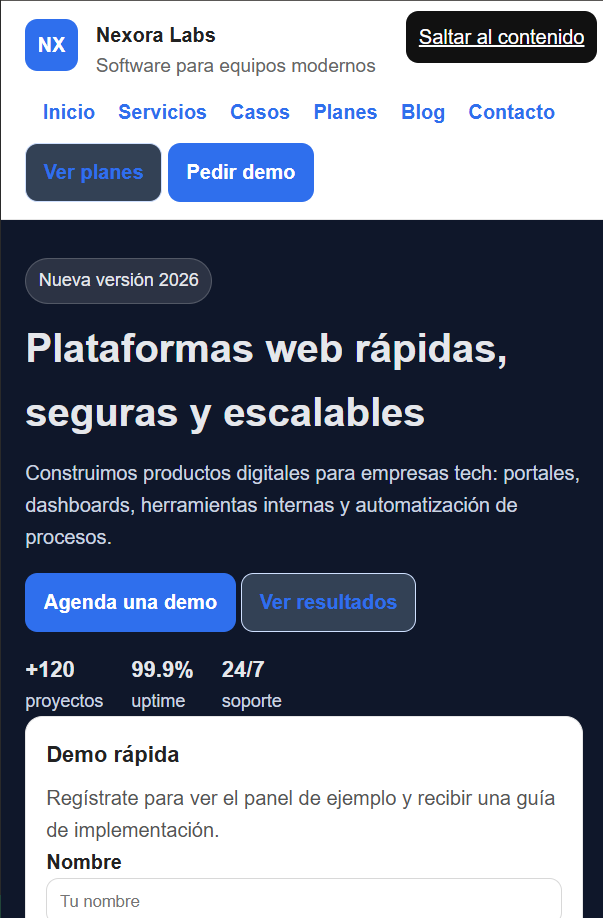 NX
Nexora Labs
Software para equipos modernos
Saltar al contenido
Inicio Servicios Casos Planes Blog Contacto
Ver planes Pedir demo
Nueva versión 2026
Plataformas web rápidas,
seguras y escalables
Construimos productos digitales para empresas tech: portales,
dashboards, herramientas internas y automatización de
procesos.
Agenda una demo Ver resultados
+120 99.9% 24/7
proyectos uptime soporte
Demo rápida
Regístrate para ver el panel de ejemplo y recibir una guía
de implementación.
Nombre
Tu nombre